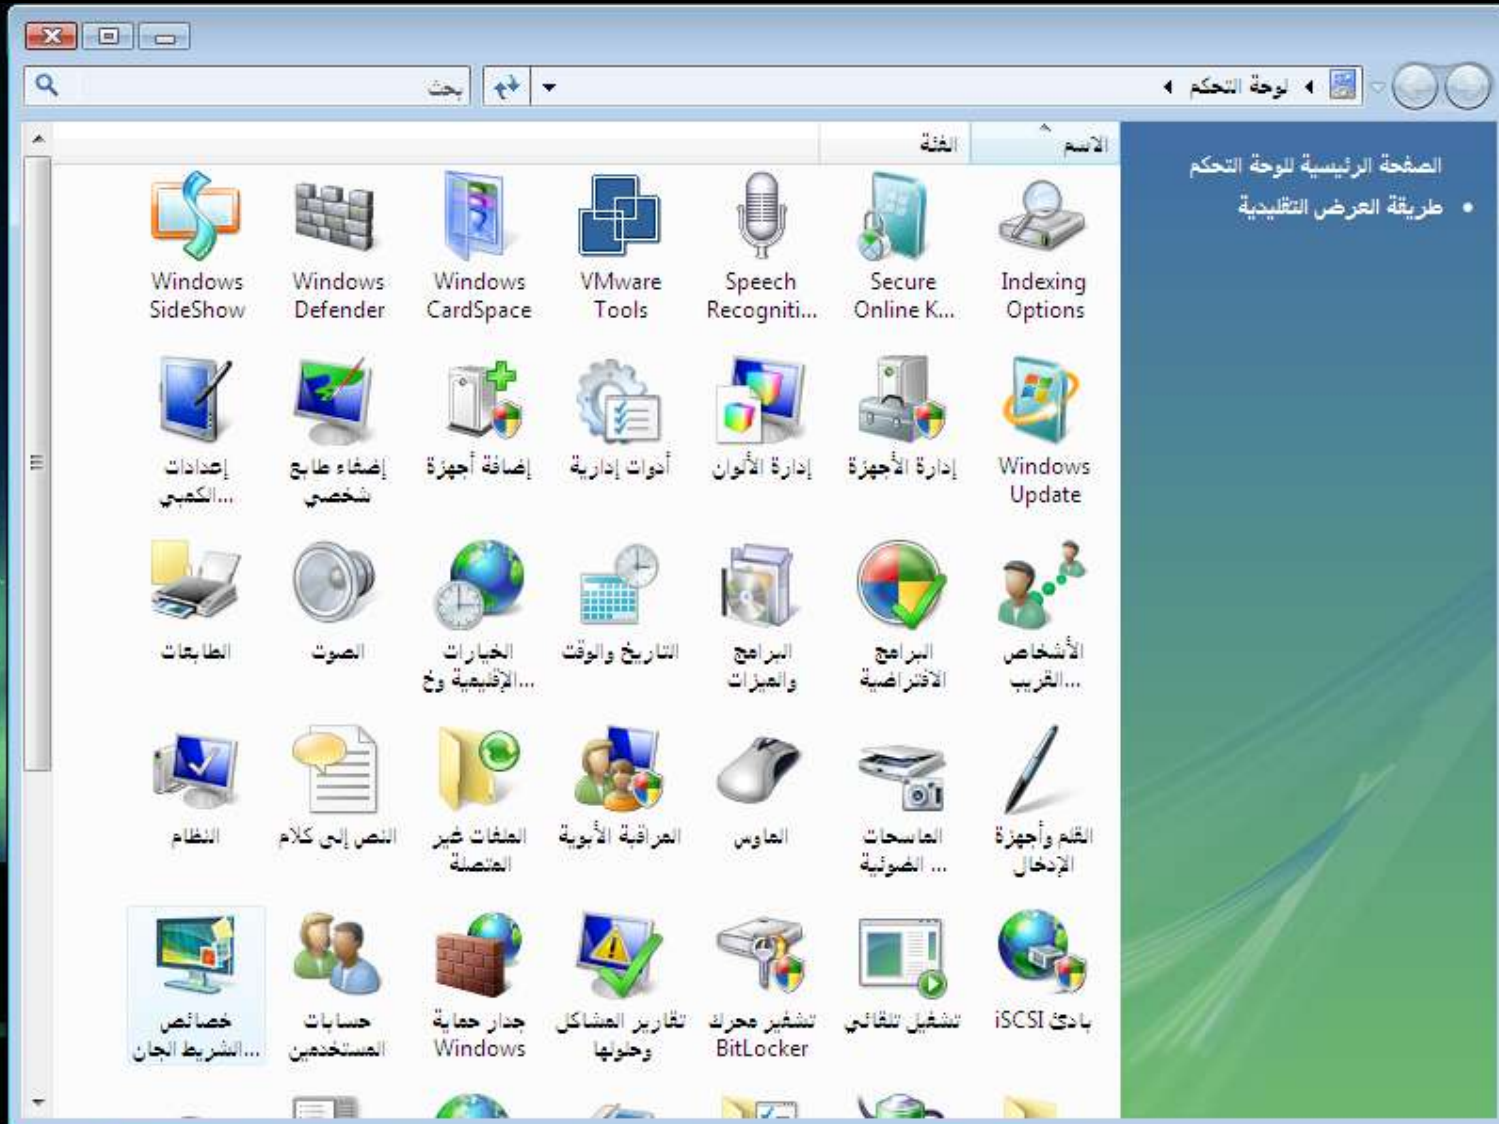 بحث
لوحة التحكم
الاسم
الفئة
الصفحة الرئيسية للوحة التحكم
طريقة العرض التقليدية
Indexing
Options
Secure
Online K...
Speech
Recogniti...
VMware
Tools
Windows
CardSpace
Windows
Defender
Windows
SideShow
Windows
Update
إدارة الأجهزة
إدارة الألوان
أدوات إدارية
إضافة أجهزة
إضفاء طابع
شخصي
إعدادات
الكمبي...
الأشخاص
القريب...
البرامج
الافتراضية
البرامج
والميزات
التاريخ والوقت
الخيارات
الإقليمية وخ...
الصوت
الطابعات
القلم وأجهزة
الإدخال
الماسحات
الضوئية ...
الماوس
المراقبة الأبوية
الملفات غير
المتصلة
النص إلى كلام
النظام
بادئ iSCSI
تشغيل تلقائي
تشفير محرك
BitLocker
تقارير المشاكل
وحلولها
جدار حماية
Windows
حسابات
المستخدمين
خصائص
الشريط الجان...